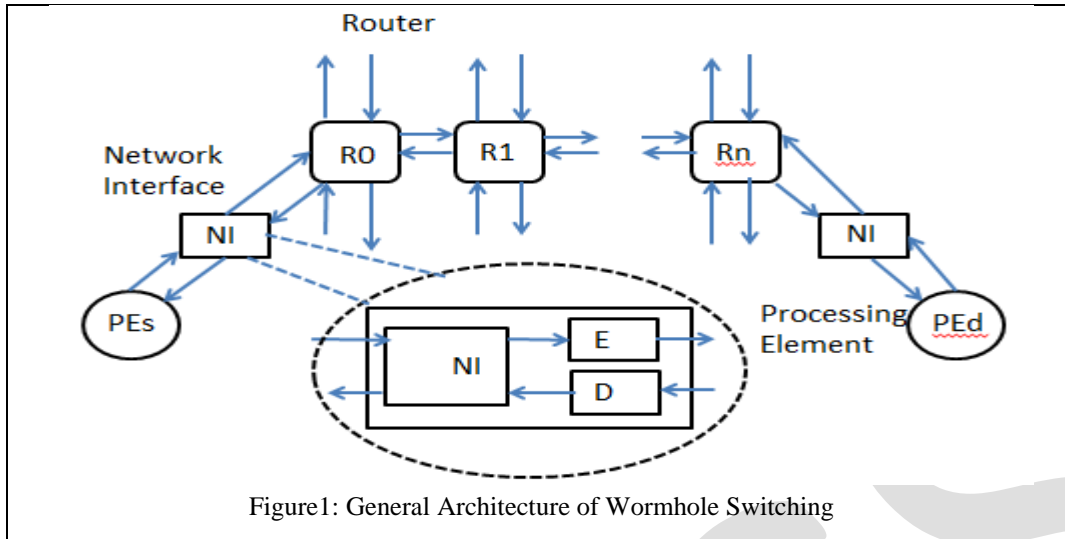 Router
R0
R1
Rn
Network
Interface
NI
NI
PEs
Processing
Element
PEd
NI
E
D
Figure1: General Architecture of Wormhole Switching